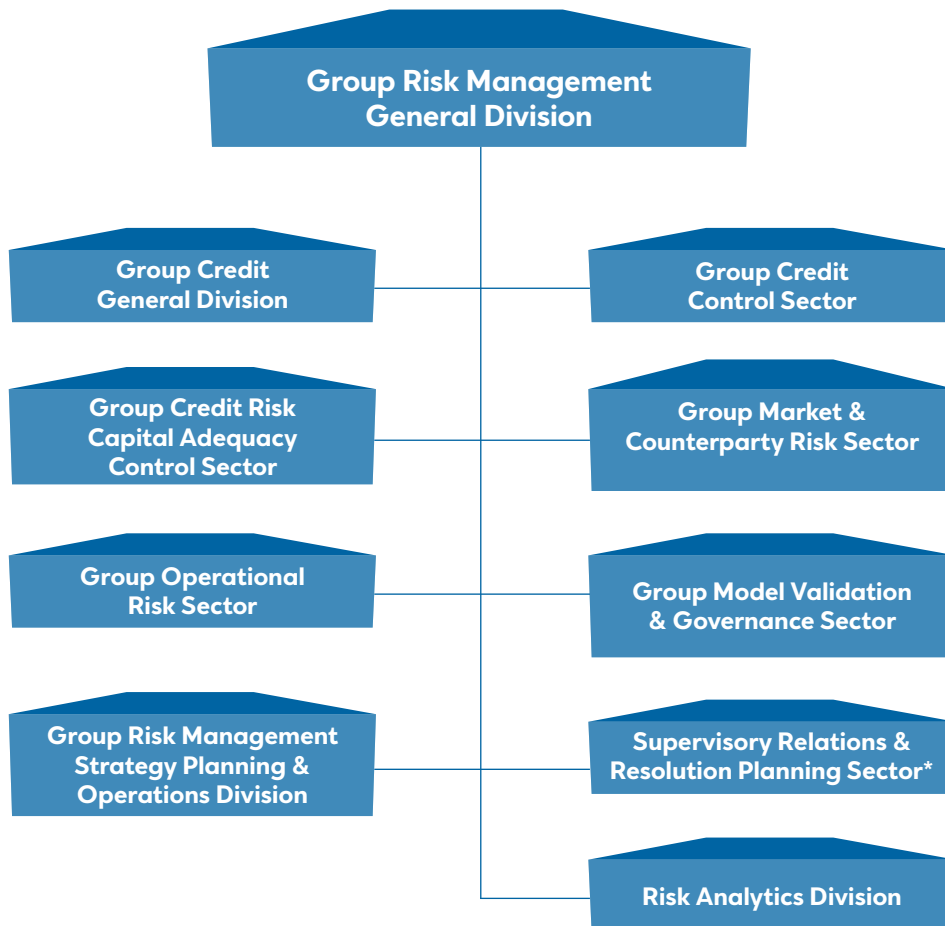 Group Risk Management
General Division
Group Credit
General Division
Group Credit
Control Sector
Group Credit Risk
Capital Adequacy
Control Sector
Group Market &
Counterparty Risk Sector
Group Operational
Risk Sector
Group Model Validation
& Governance Sector
Group Risk Management
Strategy Planning &
Operations Division
Supervisory Relations &
Resolution Planning Sector*
Risk Analytics Division